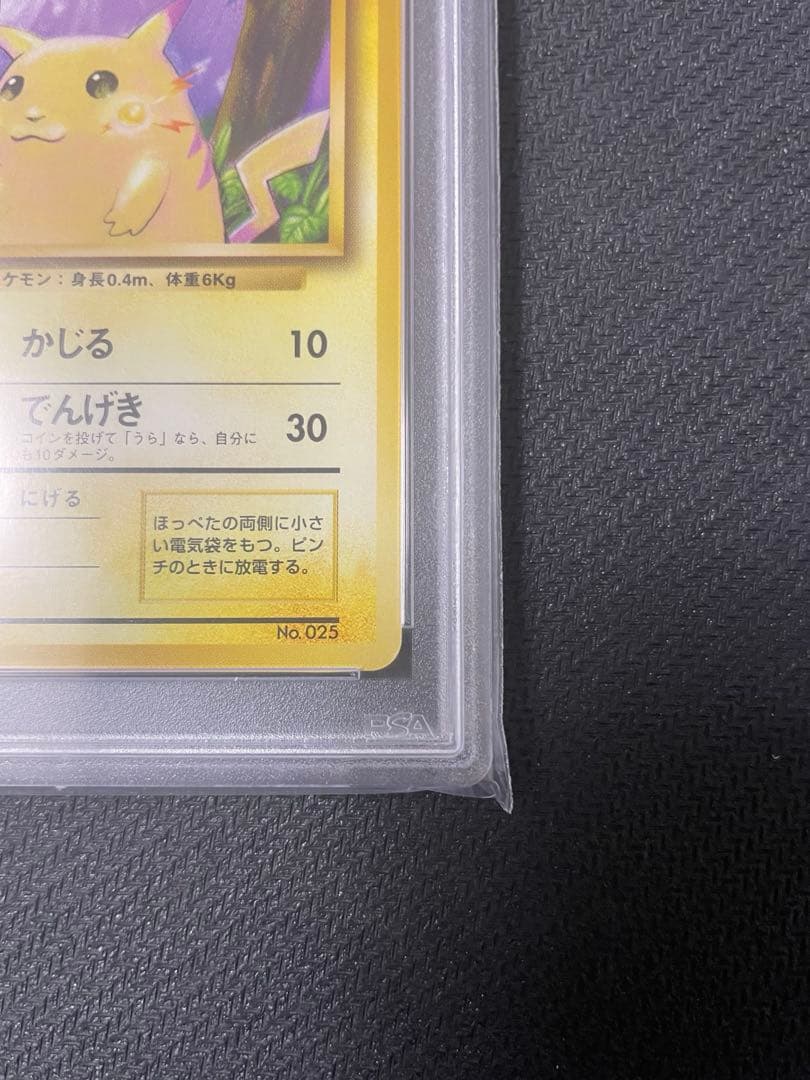 ケモン：身長0.4m、体重6Kg
かじる 10
でんげき 30
コインを投げて「うら」なら、自分に
も10ダメージ。
にげる
ほっぺたの両側に小さ
い電気袋をもつ。ピン
チのときに放電する。
No. 025
PSA